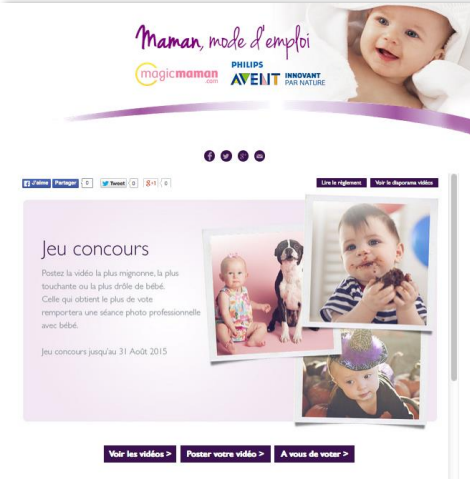 Maman, mode d'emploi
magicmaman
.com
PHILIPS
AVENT
INNOVANT
PAR NATURE
J'aime Partager 0 Tweet 0 g+1 0
Lire le règlement Voir le diaporama vidéos
Jeu concours
Postez la vidéo la plus mignonne, la plus
touchante ou la plus drôle de bébé.
Celle qui obtient le plus de vote
remportera une séance photo professionnelle
avec bébé.
Jeu concours jusqu'au 31 Août 2015
Voir les vidéos > Poster votre vidéo > A vous de voter >